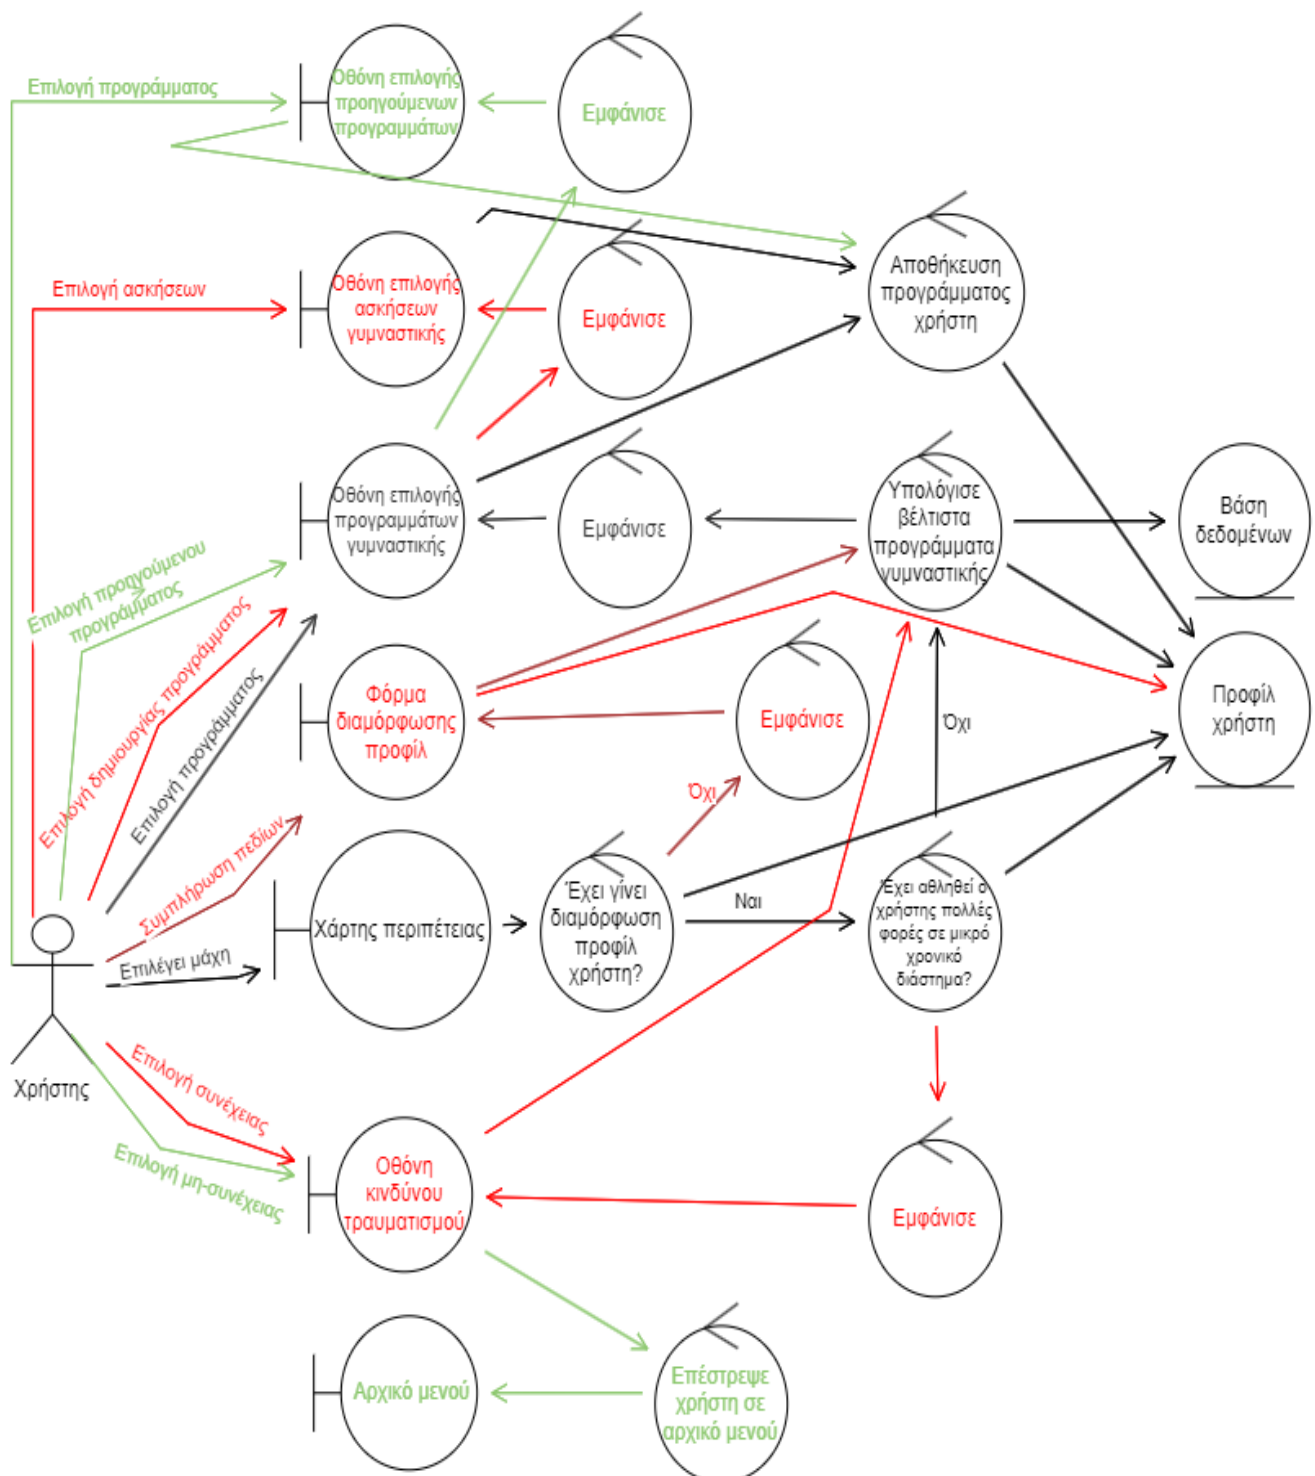 Επιλογή προγράμματος
Οθόνη επιλογής
προηγούμενων
προγραμμάτων
Εμφάνισε
Επιλογή ασκήσεων
Οθόνη επιλογής
ασκήσεων
γυμναστικής
Εμφάνισε
Αποθήκευση
προγράμματος
χρήστη
Οθόνη επιλογής
προγραμμάτων
γυμναστικής
Εμφάνισε
Υπολόγισε
βέλτιστα
προγράμματα
γυμναστικής
Βάση
δεδομένων
Επιλογή προηγούμενου
προγράμματος
Επιλογή δημιουργίας προγράμματος
Επιλογή προγράμματος
Φόρμα
διαμόρφωσης
προφίλ
Εμφάνισε
Όχι
Προφίλ
χρήστη
Όχι
Συμπλήρωση πεδίων
Επιλέγει μάχη
Χάρτης περιπέτειας
Έχει γίνει
διαμόρφωση
προφίλ
χρήστη?
Ναι
Έχει αθληθεί ο
χρήστης πολλές
φορές σε μικρό
χρονικό
διάστημα?
Χρήστης
Επιλογή συνέχειας
Επιλογή μη-συνέχειας
Οθόνη
κινδύνου
τραυματισμού
Εμφάνισε
Αρχικό μενού
Επέστρεψε
χρήστη σε
αρχικό μενού